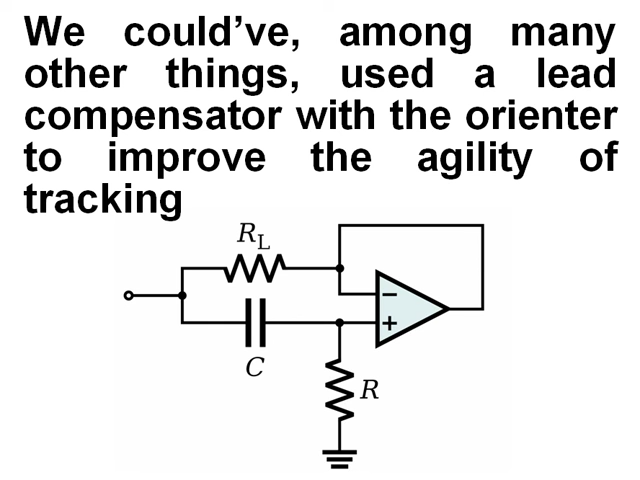 We could’ve, among many
other things, used a lead
compensator with the orienter
to improve the agility of
tracking
RL
−
+
C
R